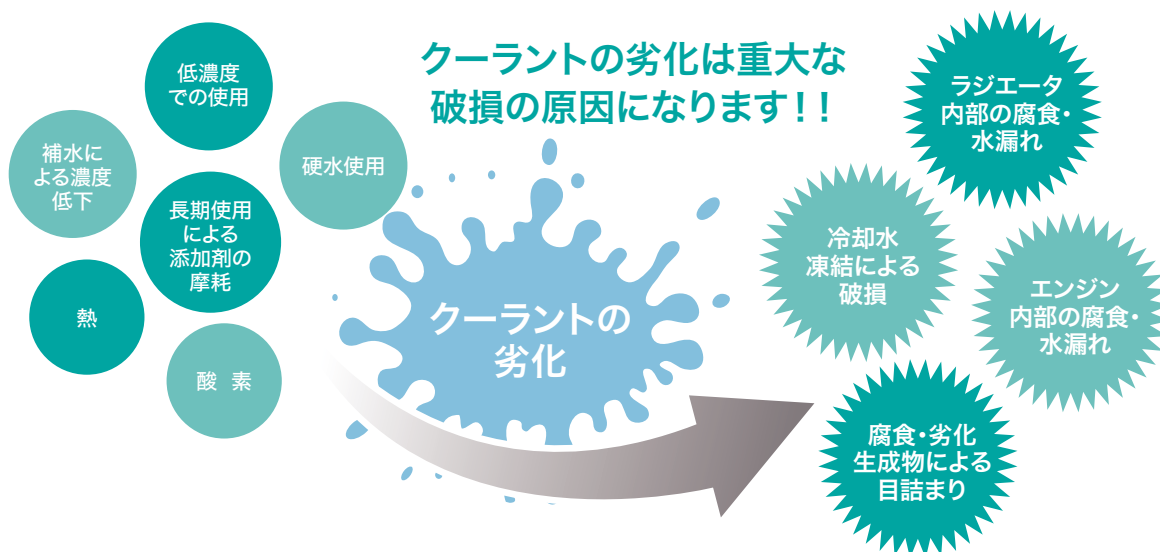 クーラントの劣化は重大な
破損の原因になります!!
低濃度
での使用
補水に
よる濃度
低下
硬水使用
長期使用
による
添加剤の
摩耗
熱
酸 素
クーラントの
劣化
ラジエータ
内部の腐食・
水漏れ
冷却水
凍結による
破損
エンジン
内部の腐食・
水漏れ
腐食・劣化
生成物による
目詰まり